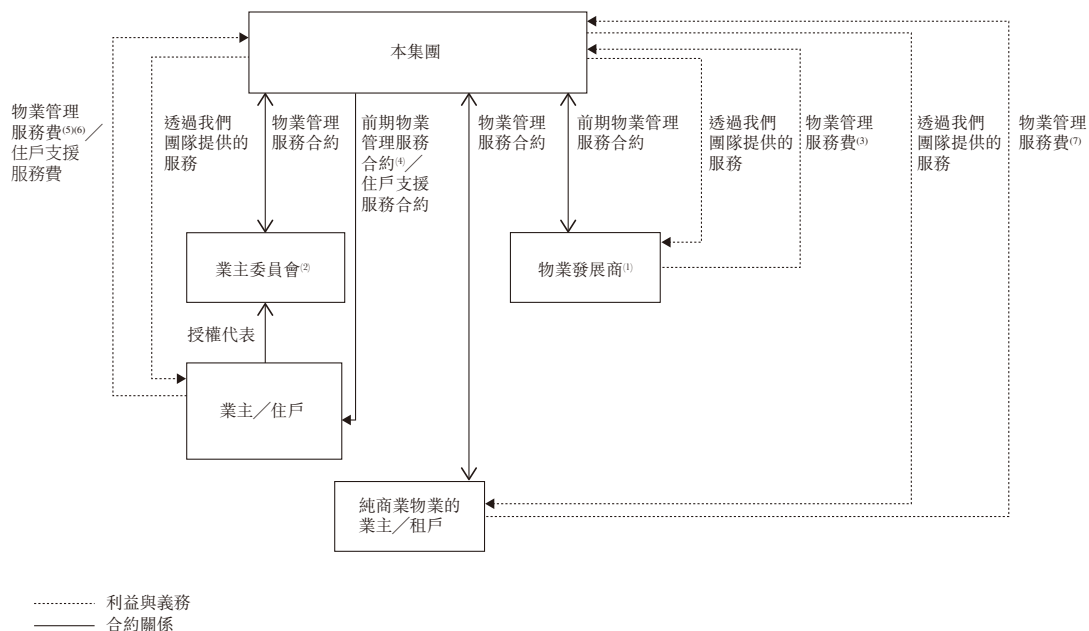 本集團
物業管理
服務費(5)(6)／
住戶支援
服務費
透過我們
團隊提供的
服務
物業管理
服務合約
前期物業
管理服務
合約(4)／
住戶支援
服務合約
物業管理
服務合約
前期物業管理
服務合約
透過我們
團隊提供的
服務
物業管理
服務費(3)
透過我們
團隊提供的
服務
物業管理
服務費(7)
業主委員會(2)
物業發展商(1)
授權代表
業主／住戶
純商業物業的
業主／租戶
利益與義務
合約關係